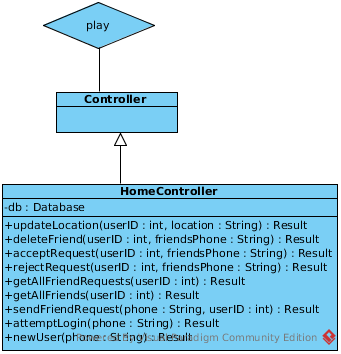 play
Controller
HomeController
-db : Database
+updateLocation(userID : int, location : String) : Result
+deleteFriend(userID : int, friendsPhone : String) : Result
+acceptRequest(userID : int, friendsPhone : String) : Result
+rejectRequest(userID : int, friendsPhone : String) : Result
+getAllFriendRequests(userID : int) : Result
+getAllFriends(userID : int) : Result
+sendFriendRequest(phone : String, userID : int) : Result
+attemptLogin(phone : String) : Result
+newUser(phone : String) : Result
Powered By Visual Paradigm Community Edition